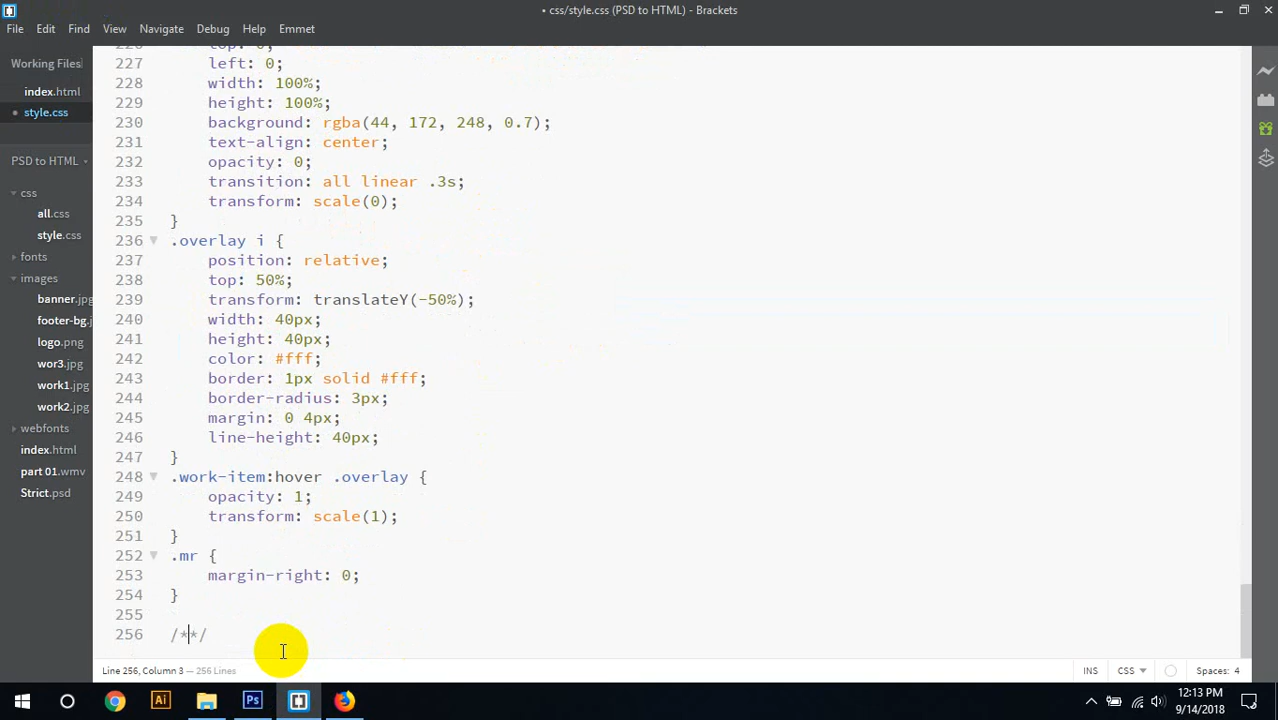 • css/style.css (PSD to HTML) - Brackets
File Edit Find View Navigate Debug Help Emmet
Working Files
index.html
• style.css
PSD to HTML
css
all.css
style.css
fonts
images
banner.jpg
footer-bg.j
logo.png
wor3.jpg
work1.jpg
work2.jpg
webfonts
index.html
part 01.wmv
Strict.psd
226 top: 0;
227 left: 0;
228 width: 100%;
229 height: 100%;
230 background: rgba(44, 172, 248, 0.7);
231 text-align: center;
232 opacity: 0;
233 transition: all linear .3s;
234 transform: scale(0);
235 }
236 .overlay i {
237 position: relative;
238 top: 50%;
239 transform: translateY(-50%);
240 width: 40px;
241 height: 40px;
242 color: #fff;
243 border: 1px solid #fff;
244 border-radius: 3px;
245 margin: 0 4px;
246 line-height: 40px;
247 }
248 .work-item:hover .overlay {
249 opacity: 1;
250 transform: scale(1);
251 }
252 .mr {
253 margin-right: 0;
254 }
255
256 /**/
Line 256, Column 3 — 256 Lines
INS CSS Spaces: 4
Ai Ps
12:13 PM
9/14/2018